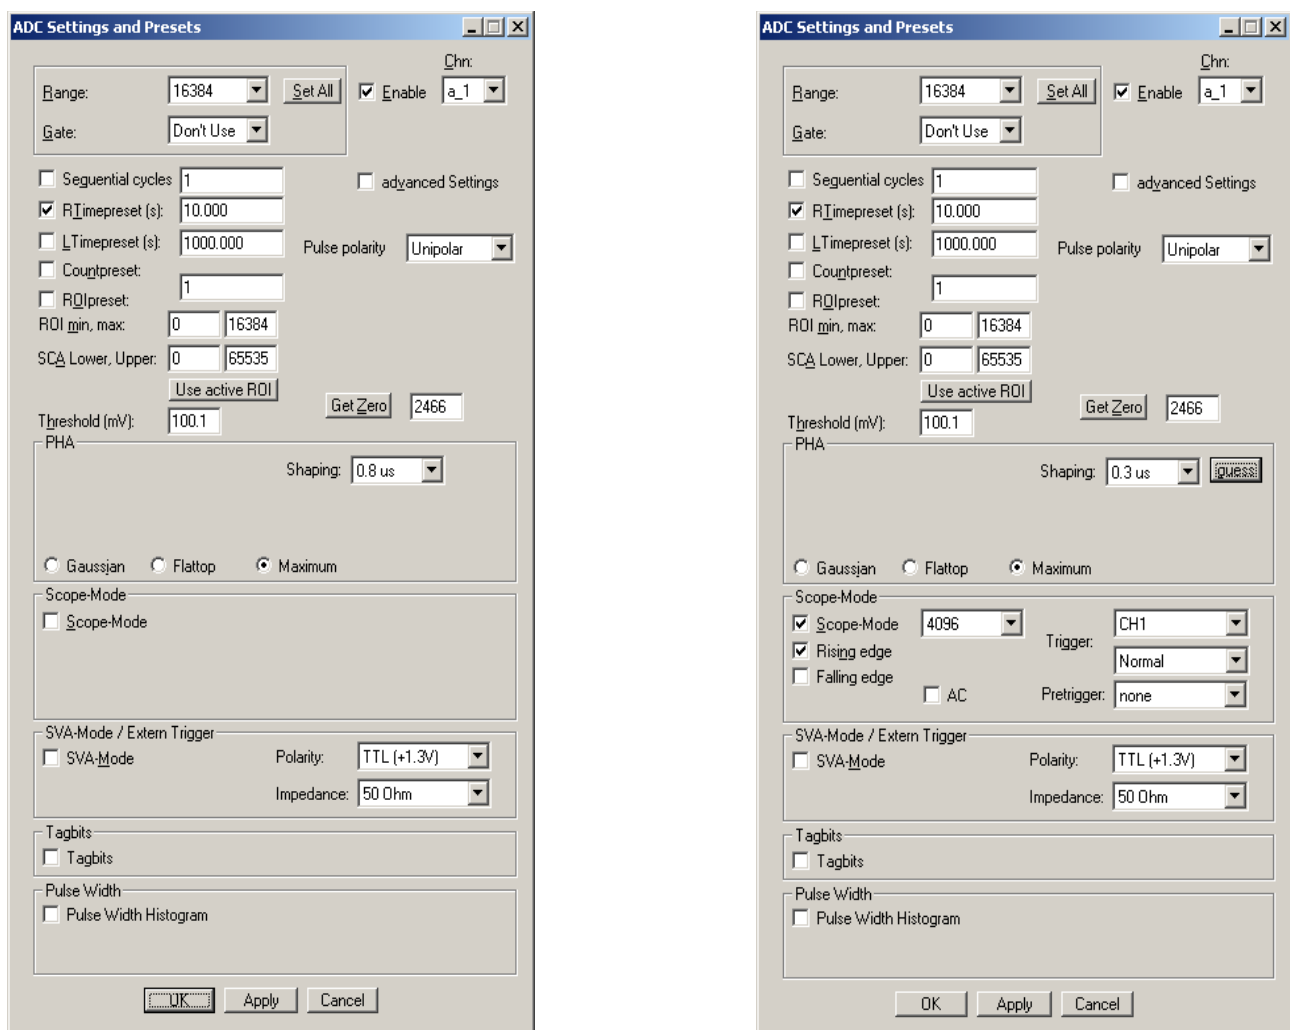 ADC Settings and Presets
Chn:
Range: 16384 Set All Enable a_1
Gate: Don't Use
Sequential cycles 1 advanced Settings
RTimepreset (s): 10.000
LTimepreset (s): 1000.000 Pulse polarity Unipolar
Countpreset:
1
ROIpreset:
ROI min, max: 0 16384
SCA Lower, Upper: 0 65535
Use active ROI
Get Zero 2466
Threshold (mV): 100.1
PHA
Shaping: 0.8 us
Gaussian Flattop Maximum
Scope-Mode
Scope-Mode
SVA-Mode / Extern Trigger
SVA-Mode Polarity: TTL (+1.3V)
Impedance: 50 Ohm
Tagbits
Tagbits
Pulse Width
Pulse Width Histogram
OK Apply Cancel
ADC Settings and Presets
Chn:
Range: 16384 Set All Enable a_1
Gate: Don't Use
Sequential cycles 1 advanced Settings
RTimepreset (s): 10.000
LTimepreset (s): 1000.000 Pulse polarity Unipolar
Countpreset:
1
ROIpreset:
ROI min, max: 0 16384
SCA Lower, Upper: 0 65535
Use active ROI
Get Zero 2466
Threshold (mV): 100.1
PHA
Shaping: 0.3 us guess
Gaussian Flattop Maximum
Scope-Mode
Scope-Mode 4096 CH1
Trigger:
Rising edge
Normal
Falling edge
AC Pretrigger: none
SVA-Mode / Extern Trigger
SVA-Mode Polarity: TTL (+1.3V)
Impedance: 50 Ohm
Tagbits
Tagbits
Pulse Width
Pulse Width Histogram
OK Apply Cancel